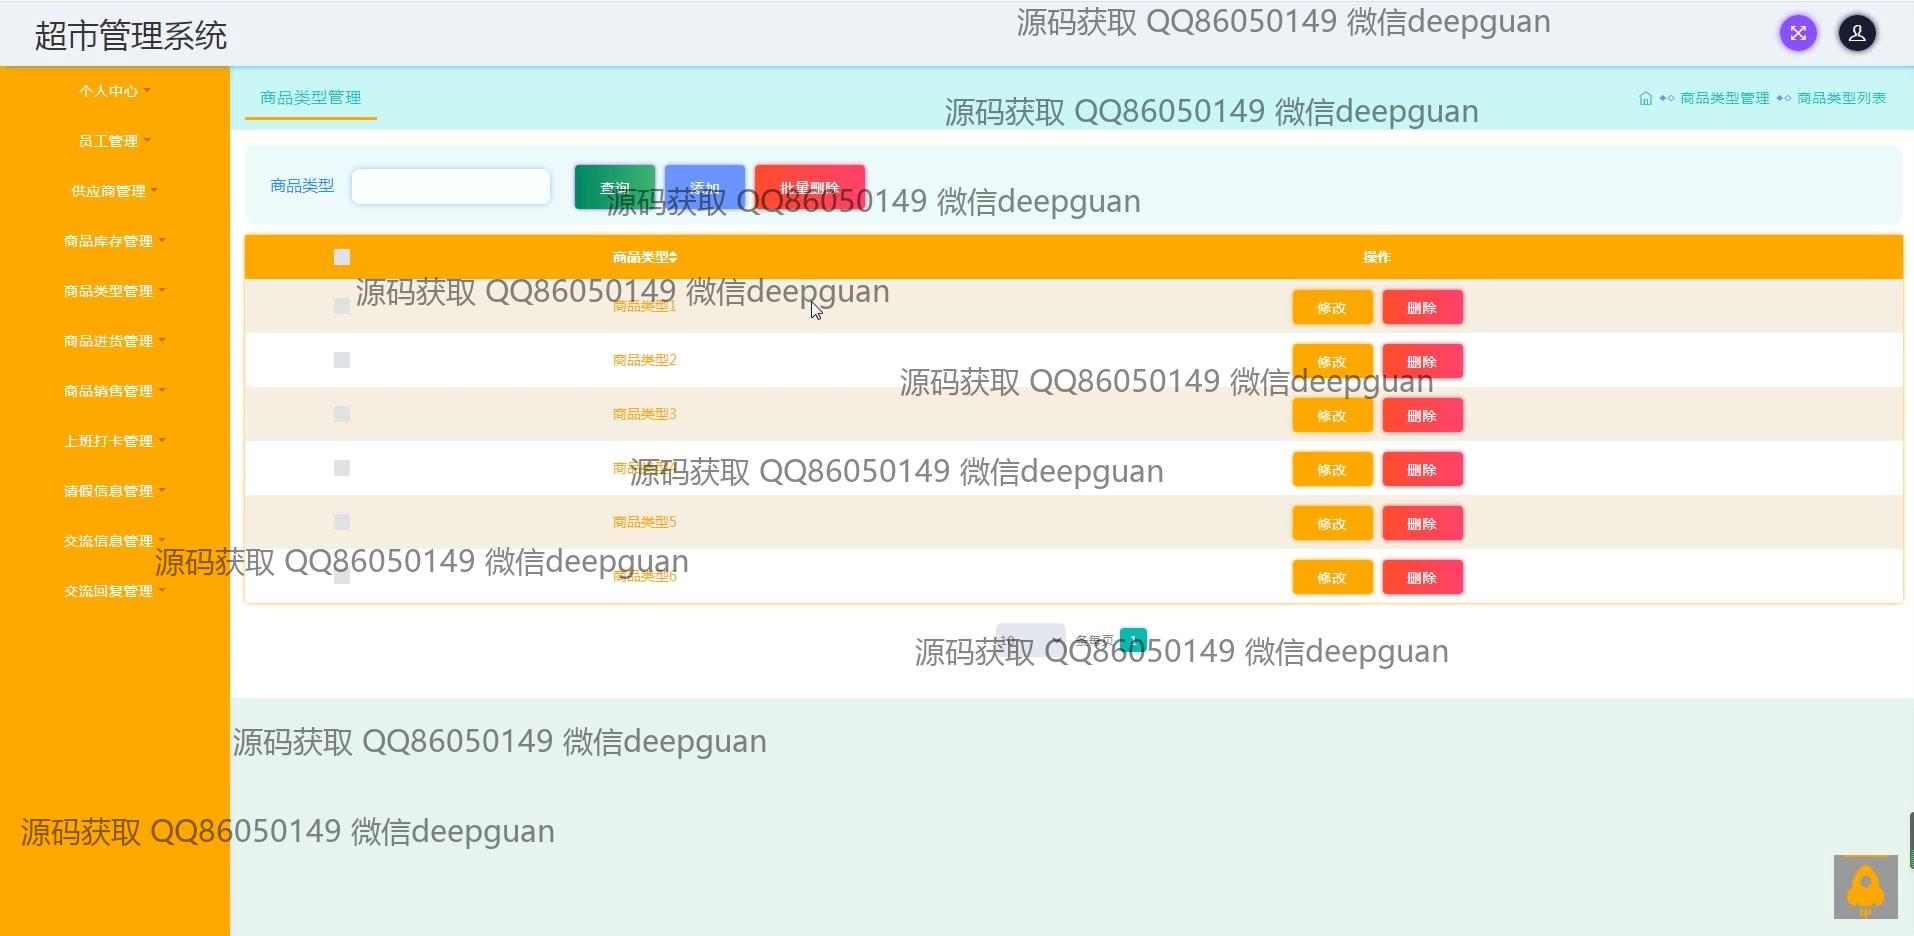 超市管理系统
源码获取 QQ86050149 微信deepguan
个人中心
员工管理
供应商管理
商品库存管理
商品类型管理
商品进货管理
商品销售管理
上班打卡管理
请假信息管理
交流信息管理
交流回复管理
商品类型管理
源码获取 QQ86050149 微信deepguan
商品类型管理 商品类型列表
商品类型 查询 添加 批量删除
源码获取 QQ86050149 微信deepguan
商品类型 操作
源码获取 QQ86050149 微信deepguan
商品类型1 修改 删除
商品类型2 修改 删除
源码获取 QQ86050149 微信deepguan
商品类型3 修改 删除
商品类型4 修改 删除
源码获取 QQ86050149 微信deepguan
商品类型5 修改 删除
源码获取 QQ86050149 微信deepguan
商品类型6 修改 删除
10 条每页 1
源码获取 QQ86050149 微信deepguan
源码获取 QQ86050149 微信deepguan
源码获取 QQ86050149 微信deepguan